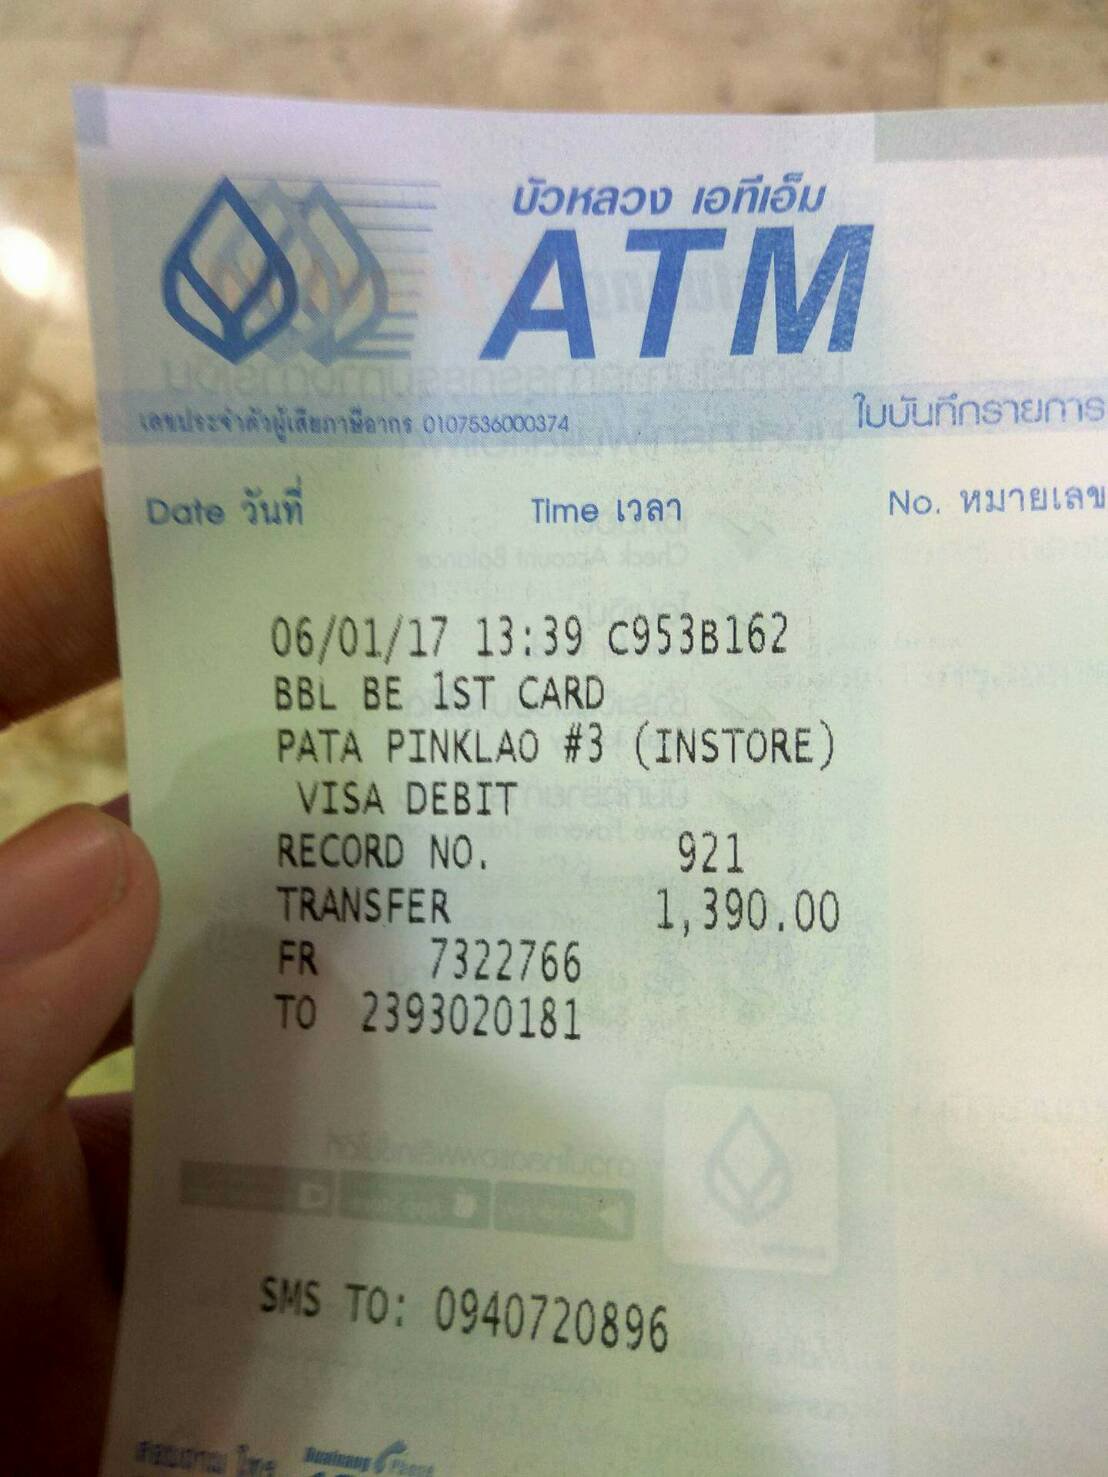 บัวหลวง เอทีเอ็ม
ATM
เลขประจำตัวผู้เสียภาษีอากร 0107536000374
ใบบันทึกรายการ
Date วันที่ Time เวลา No. หมายเลข
06/01/17 13:39 C953B162
BBL BE 1ST CARD
PATA PINKLAO #3 (INSTORE)
VISA DEBIT
RECORD NO. 921
TRANSFER 1,390.00
FR 7322766
TO 2393020181
SMS TO: 0940720896
Bualuang Phone